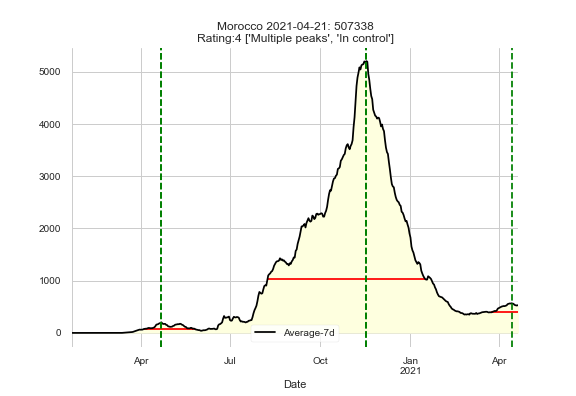 Morocco 2021-04-21: 507338
Rating:4 ['Multiple peaks', 'In control']
5000
4000
3000
2000
1000
0
Average-7d
Apr
Jul
Oct
Jan
2021
Apr
Date